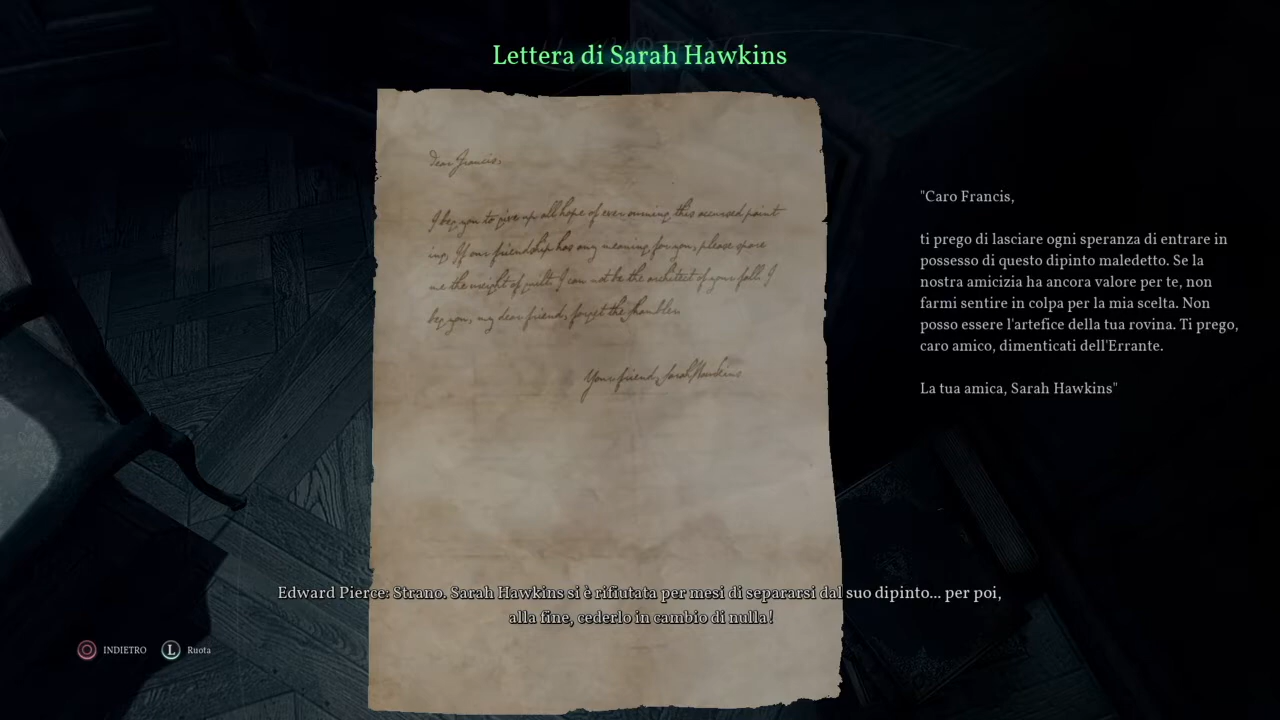 Lettera di Sarah Hawkins
Dear Francis,
I beg you to give up all hope of ever owning this accursed paint
ing. If our friendship has any meaning for you, please spare
me the weight of guilt. I can not be the architect of your fall. I
beg you, my dear friend, forget the Shambler.
Your friend, Sarah Hawkins
"Caro Francis,
ti prego di lasciare ogni speranza di entrare in
possesso di questo dipinto maledetto. Se la
nostra amicizia ha ancora valore per te, non
farmi sentire in colpa per la mia scelta. Non
posso essere l'artefice della tua rovina. Ti prego,
caro amico, dimenticati dell'Errante.
La tua amica, Sarah Hawkins"
Edward Pierce: Strano. Sarah Hawkins si è rifiutata per mesi di separarsi dal suo dipinto... per poi,
alla fine, cederlo in cambio di nulla!
INDIETRO
L Ruota